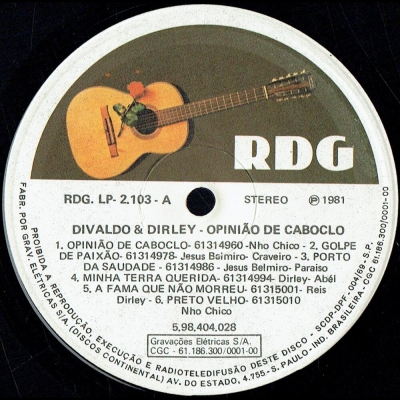 RDG
RDG. LP- 2,103 - A
STEREO
Ⓟ 1981
DIVALDO & DIRLEY - OPINIÃO DE CABOCLO
1. OPINIÃO DE CABOCLO- 61314960 -Nho Chico - 2. GOLPE
DE PAIXÃO- 61314978- Jesus Bsimiro- Craveiro - 3. PORTO
DA SAUDADE - 61314986 - Jesus Belmiro- Paraiso
4. MINHA TERRA QUERIDA- 61314994- Dirley- Abél
5. A FAMA QUE NÃO MORREU- 61315001- Reis
Dirley - 6. PRETO VELHO- 61315010
Nho Chico
5,98,404,028
Gravações Elétricas S/A.
CGC - 61.186.300/0001-00
FABR. POR GRAV. ELÉTRICAS S/A. (DISCOS CONTINENTAL) AV. DO ESTADO, 4.755 - S. PAULO - IND. BRASILEIRA - CGC 61.186.300/0001-00
PROIBIDA A REPRODUÇÃO, EXECUÇÃO E RADIOTELEDIFUSÃO DESTE DISCO - SCDP-DPF-004/69-S.P.